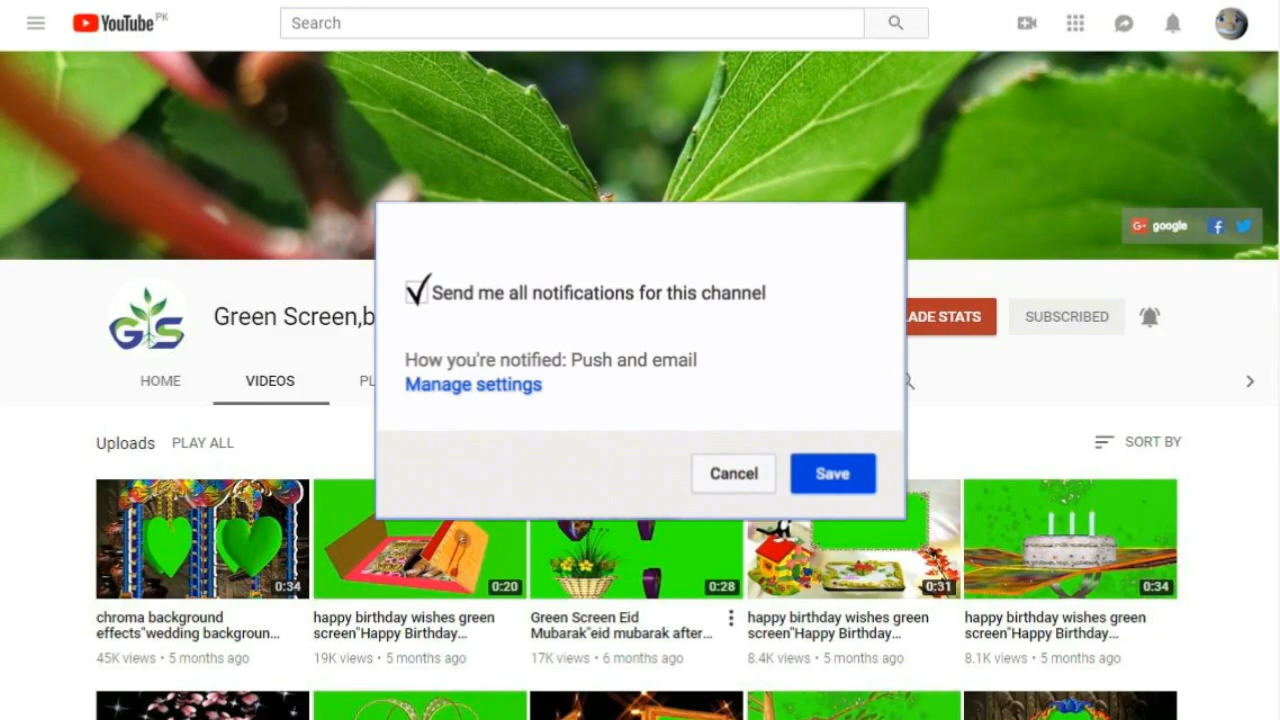 YouTube PK
Search
google
GS
Green Screen,b
ADE STATS
SUBSCRIBED
HOME
VIDEOS
PL
Send me all notifications for this channel
How you're notified: Push and email
Manage settings
Cancel
Save
Uploads
PLAY ALL
SORT BY
0:34
0:20
0:28
0:31
0:34
chroma background
effects"wedding backgroun...
45K views • 5 months ago
happy birthday wishes green
screen"Happy Birthday...
19K views • 5 months ago
Green Screen Eid
Mubarak"eid mubarak after...
17K views • 6 months ago
happy birthday wishes green
screen"Happy Birthday...
8.4K views • 5 months ago
happy birthday wishes green
screen"Happy Birthday...
8.1K views • 5 months ago